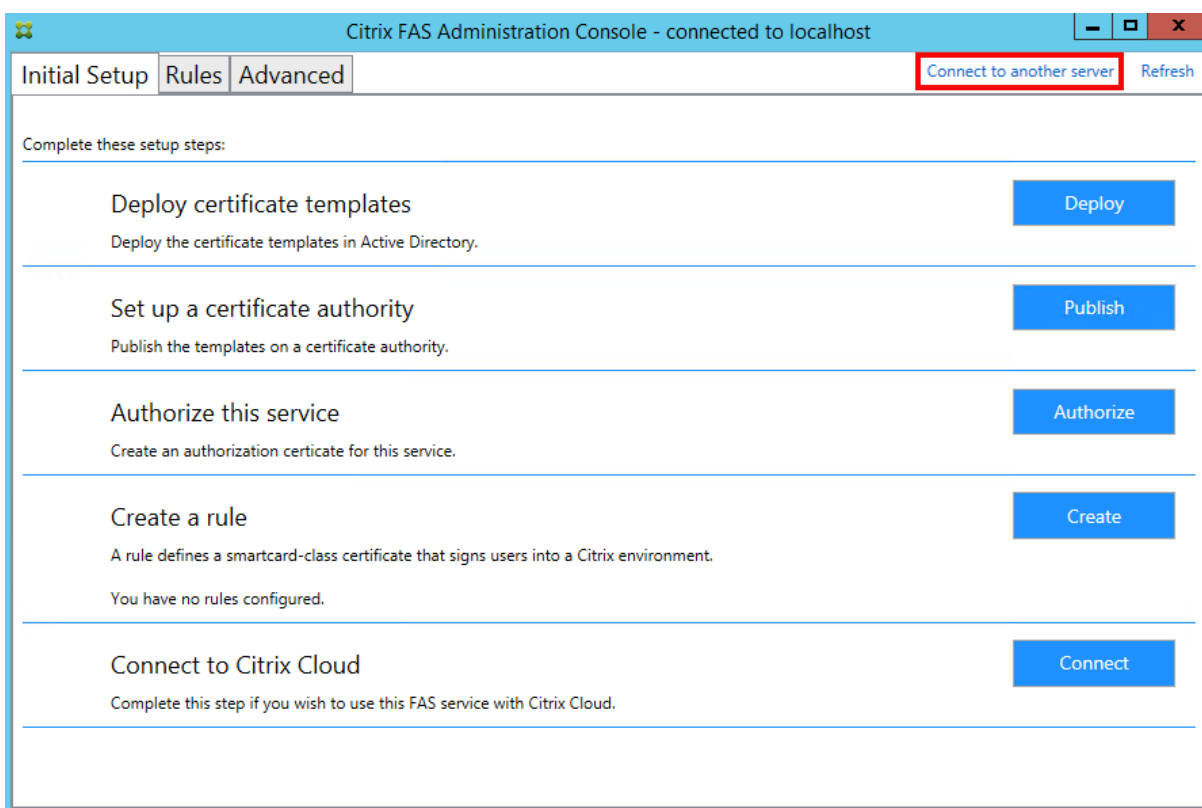 Citrix FAS Administration Console - connected to localhost
Initial Setup Rules Advanced Connect to another server Refresh
Complete these setup steps:
Deploy certificate templates
Deploy
Deploy the certificate templates in Active Directory.
Set up a certificate authority
Publish
Publish the templates on a certificate authority.
Authorize this service
Authorize
Create an authorization certicate for this service.
Create a rule
Create
A rule defines a smartcard-class certificate that signs users into a Citrix environment.
You have no rules configured.
Connect to Citrix Cloud
Connect
Complete this step if you wish to use this FAS service with Citrix Cloud.